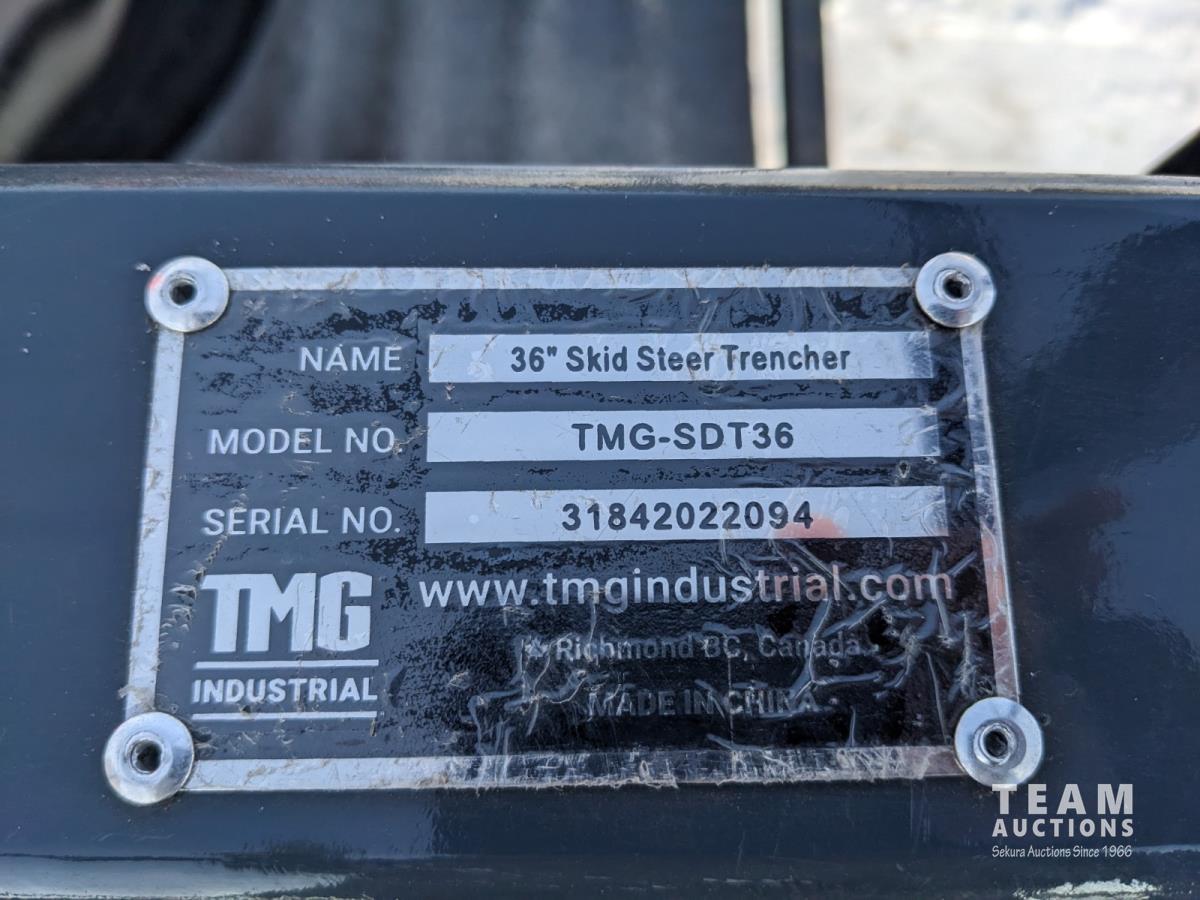 NAME 36" Skid Steer Trencher
MODEL NO. TMG-SDT36
SERIAL NO. 31842022094
TMG
INDUSTRIAL
www.tmgindustrial.com
Richmond BC, Canada
MADE IN CHINA
TEAM
AUCTIONS
Sekura Auctions Since 1966